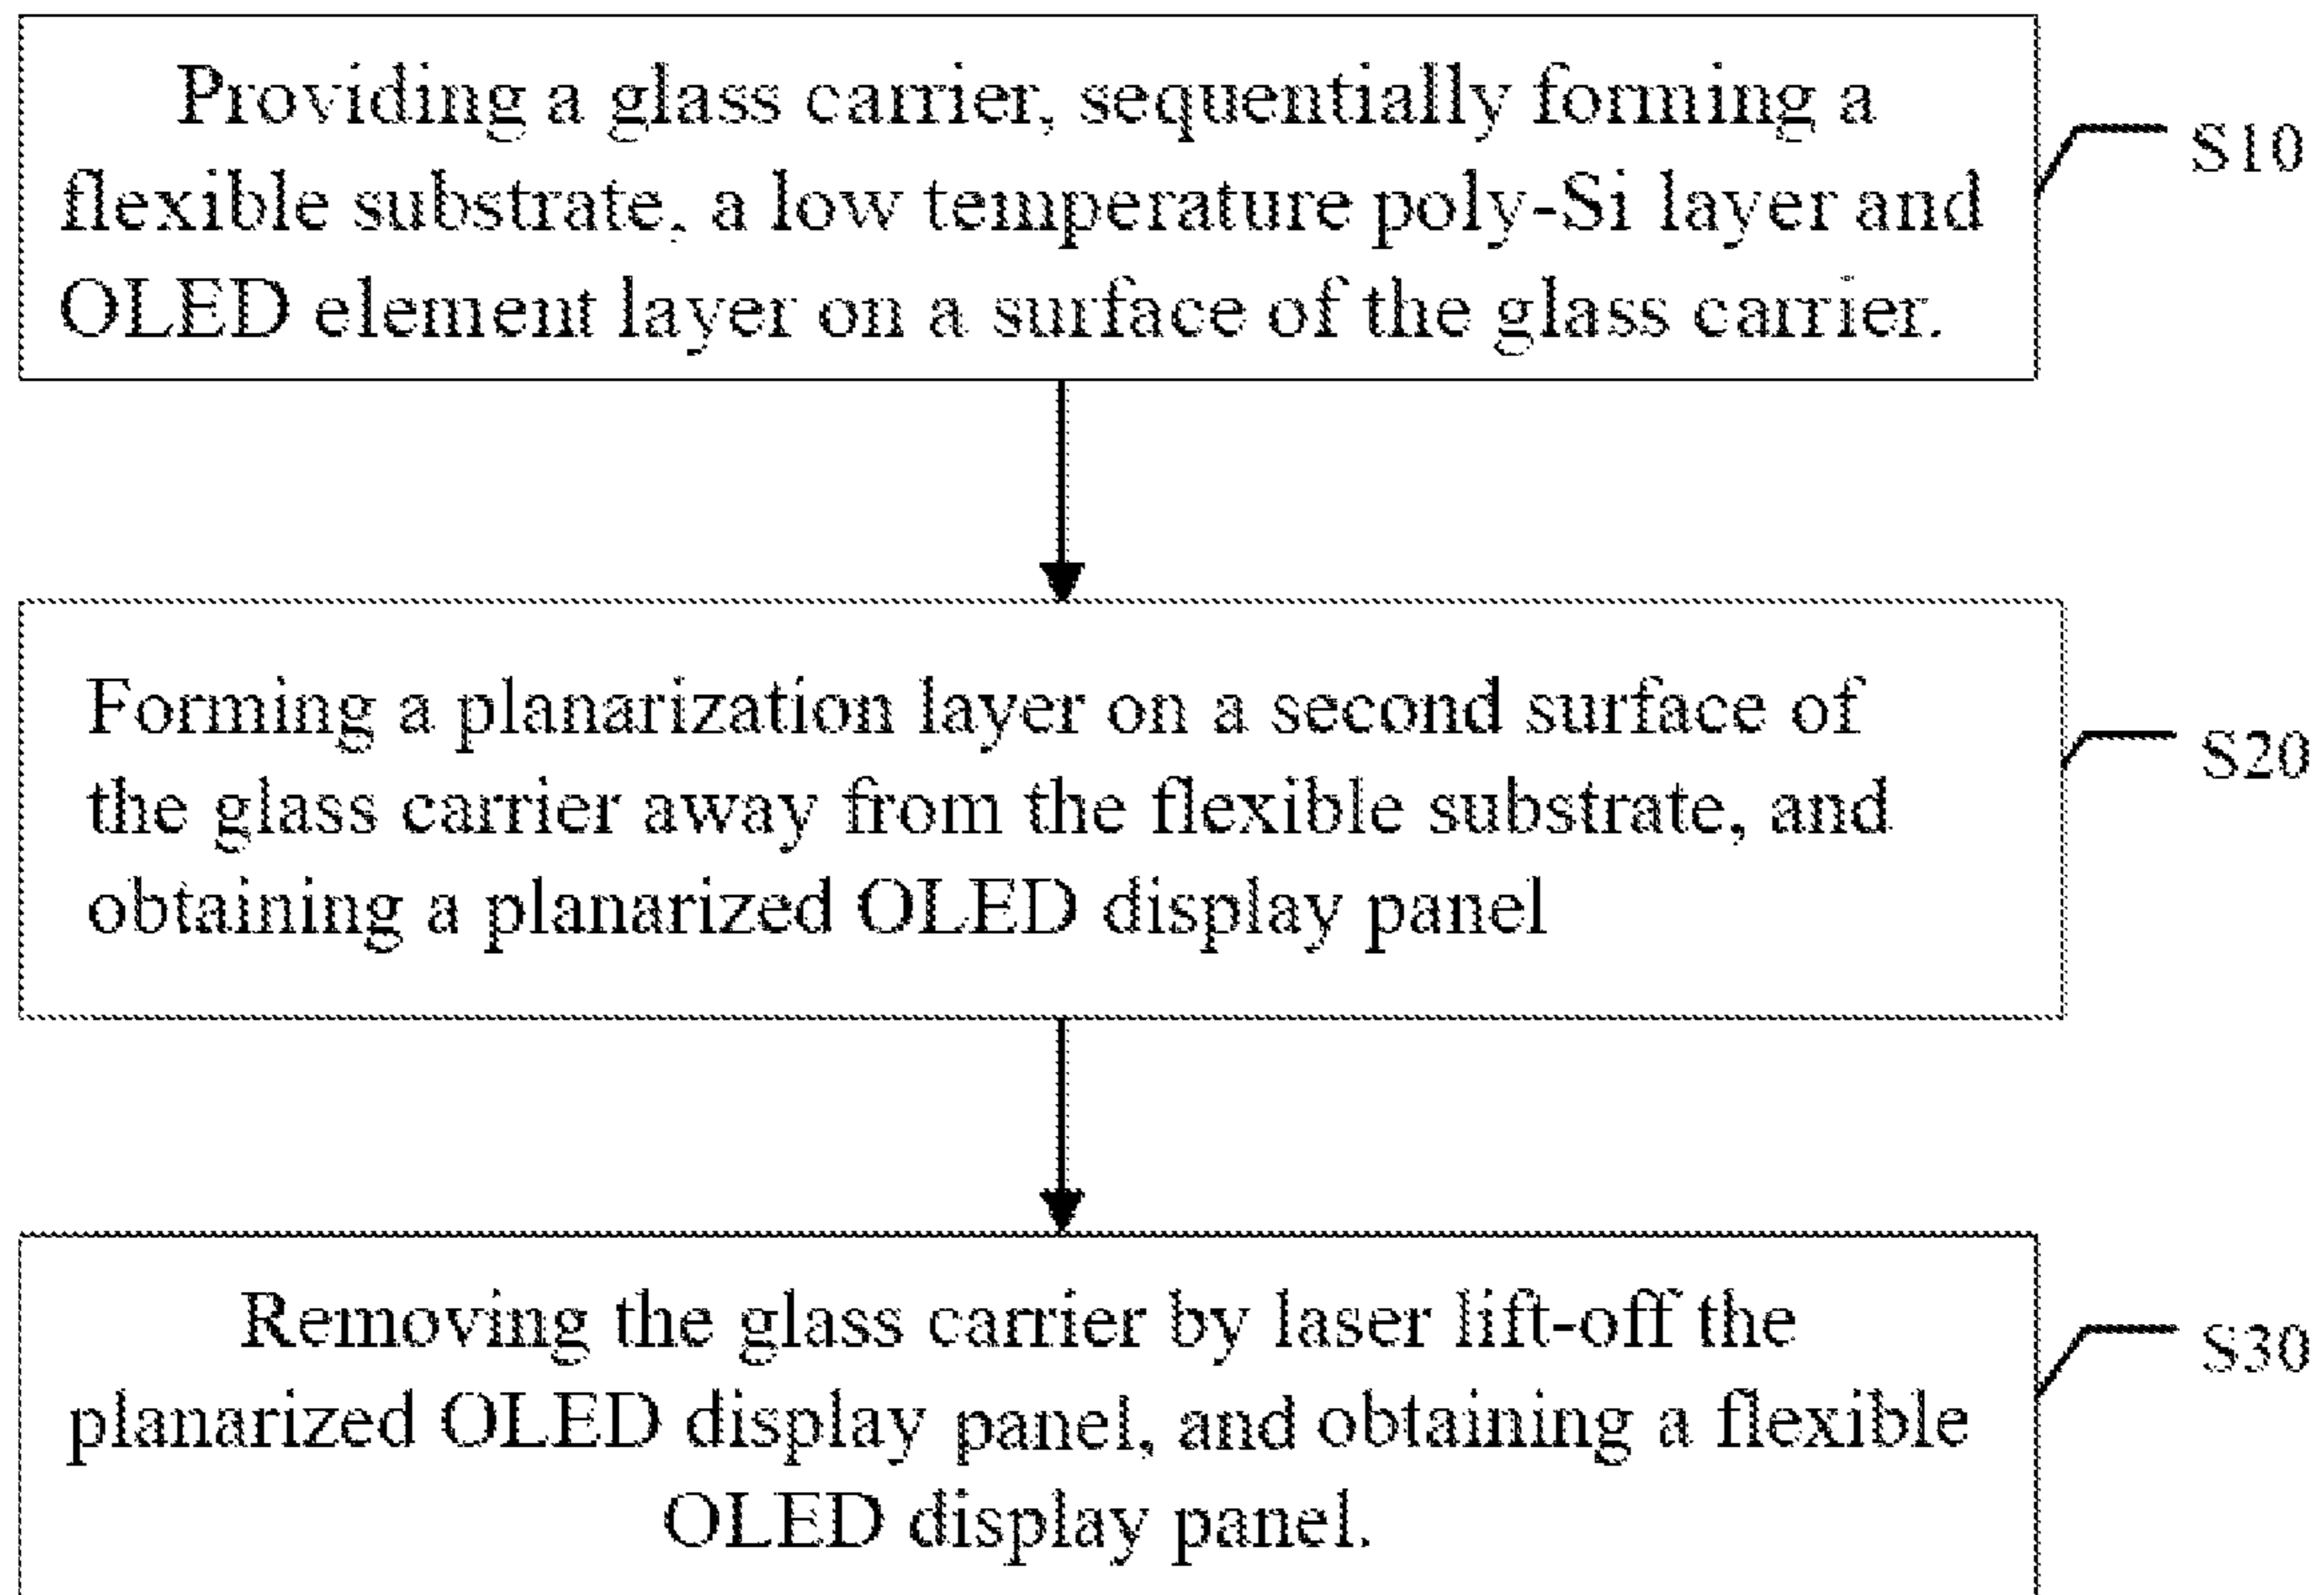 Providing a glass carrier, sequentially forming a
flexible substrate, a low temperature poly-Si layer and
OLED element layer on a surface of the glass carrier.
S10
Forming a planarization layer on a second surface of
the glass carrier away from the flexible substrate, and
obtaining a planarized OLED display panel
S20
Removing the glass carrier by laser lift-off the
planarized OLED display panel, and obtaining a flexible
OLED display panel.
S30